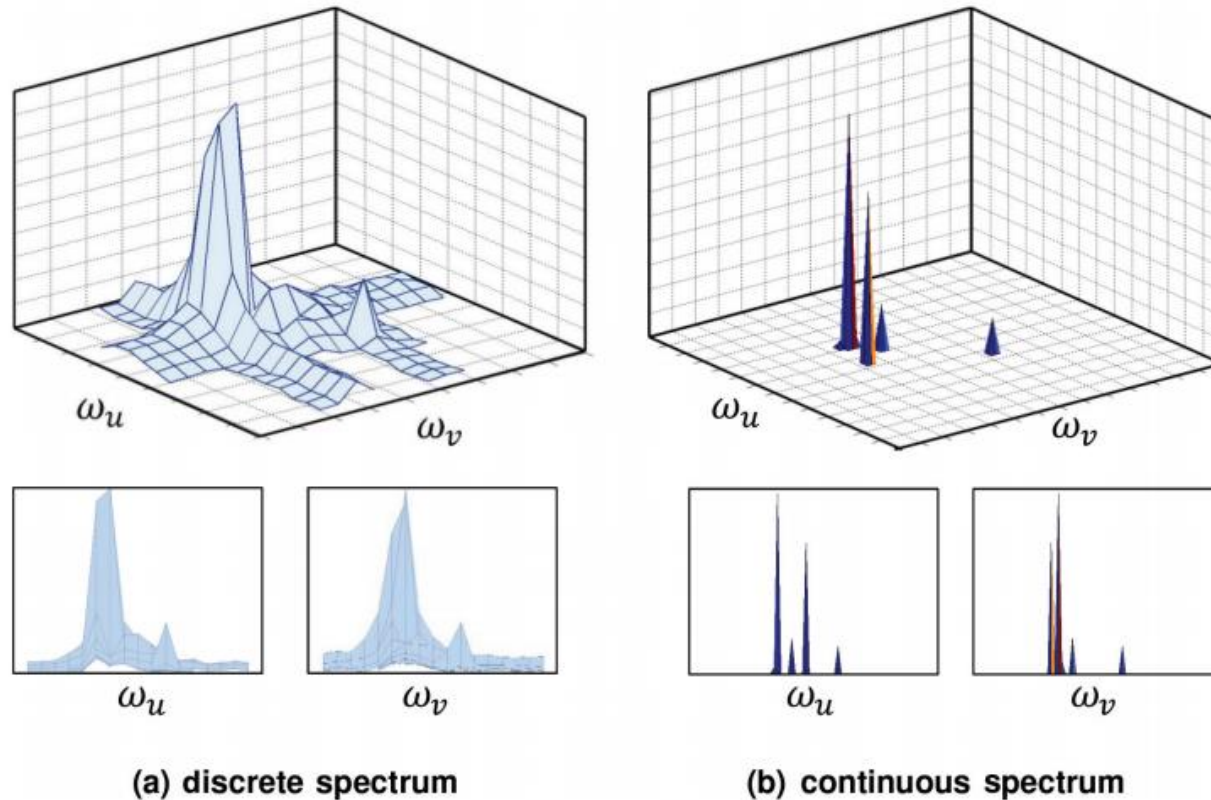 ω_u
ω_v
ω_u
ω_v
ω_u
ω_v
ω_u
ω_v
(a) discrete spectrum
(b) continuous spectrum